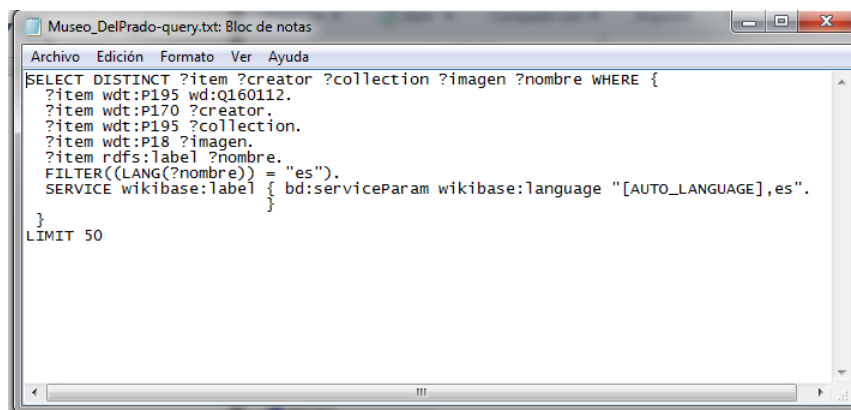 Museo_DelPrado-query.txt: Bloc de notas
Archivo Edición Formato Ver Ayuda
SELECT DISTINCT ?item ?creator ?collection ?imagen ?nombre WHERE {
?item wdt:P195 wd:Q160112.
?item wdt:P170 ?creator.
?item wdt:P195 ?collection.
?item wdt:P18 ?imagen.
?item rdfs:label ?nombre.
FILTER((LANG(?nombre)) = "es").
SERVICE wikibase:label { bd:serviceParam wikibase:language "[AUTO_LANGUAGE],es".
}
}
LIMIT 50